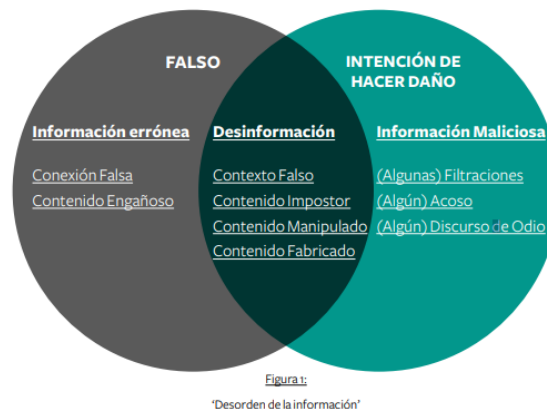 FALSO
INTENCIÓN DE
HACER DAÑO
Información errónea
Conexión Falsa
Contenido Engañoso
Desinformación
Contexto Falso
Contenido Impostor
Contenido Manipulado
Contenido Fabricado
Información Maliciosa
(Algunas) Filtraciones
(Algún) Acoso
(Algún) Discurso de Odio
Figura 1:
‘Desorden de la información’